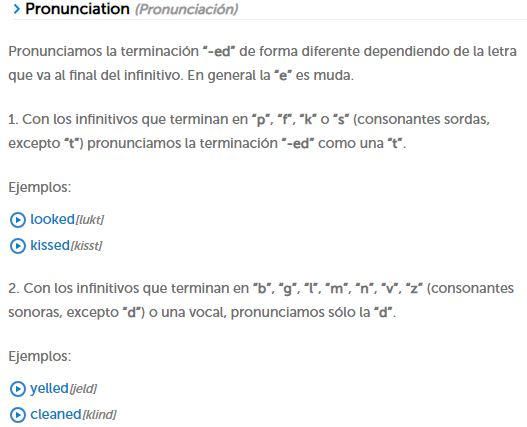 Pronunciation (Pronunciación)
Pronunciamos la terminación “-ed” de forma diferente dependiendo de la letra
que va al final del infinitivo. En general la “e” es muda.
1. Con los infinitivos que terminan en “p”, “f”, “k” o “s” (consonantes sordas,
excepto “t”) pronunciamos la terminación “-ed” como una “t”.
Ejemplos:
looked[lukt]
kissed[kisst]
2. Con los infinitivos que terminan en “b”, “g”, “l”, “m”, “n”, “v”, “z” (consonantes
sonoras, excepto “d”) o una vocal, pronunciamos sólo la “d”.
Ejemplos:
yelled[jeld]
cleaned[klind]